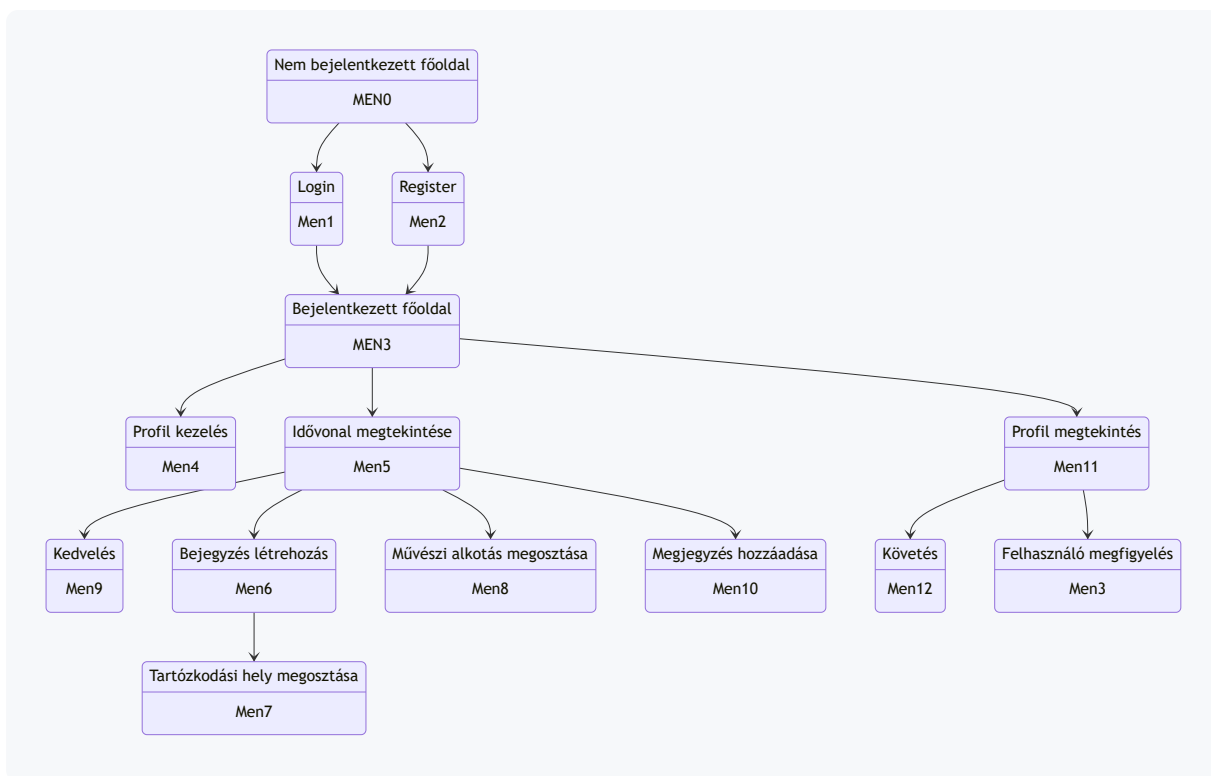 Nem bejelentkezett főoldal
MEN0
Login
Men1
Register
Men2
Bejelentkezett főoldal
MEN3
Profil kezelés
Men4
Idővonal megtekintése
Men5
Profil megtekintés
Men11
Kedvelés
Men9
Bejegyzés létrehozás
Men6
Művészi alkotás megosztása
Men8
Megjegyzés hozzáadása
Men10
Követés
Men12
Felhasználó megfigyelés
Men3
Tartózkodási hely megosztása
Men7